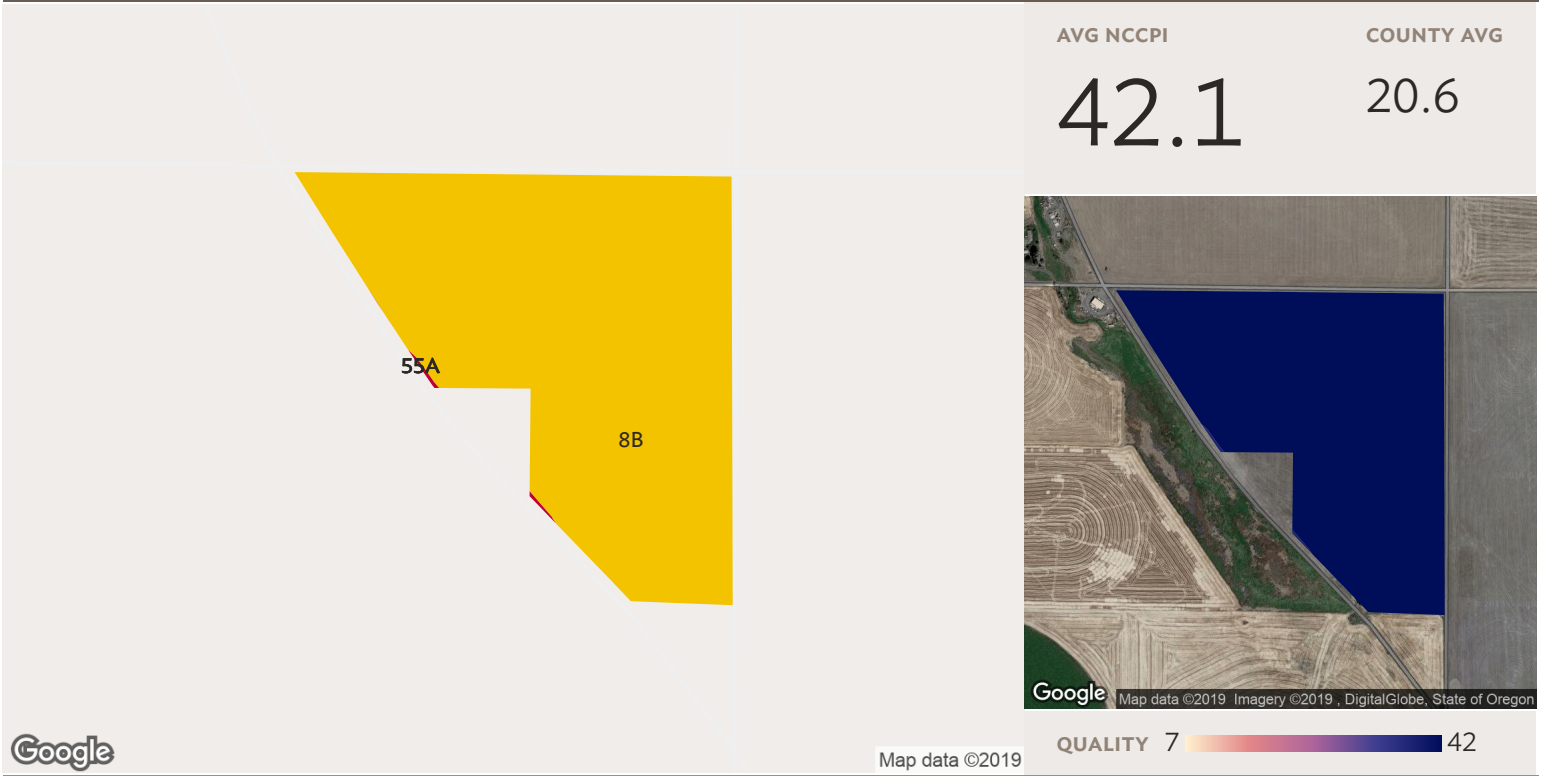 AVG NCCPI
COUNTY AVG
42.1
20.6
55A
8B
Google
Map data ©2019
Google
Map data ©2019 Imagery ©2019 , DigitalGlobe, State of Oregon
QUALITY 7 42